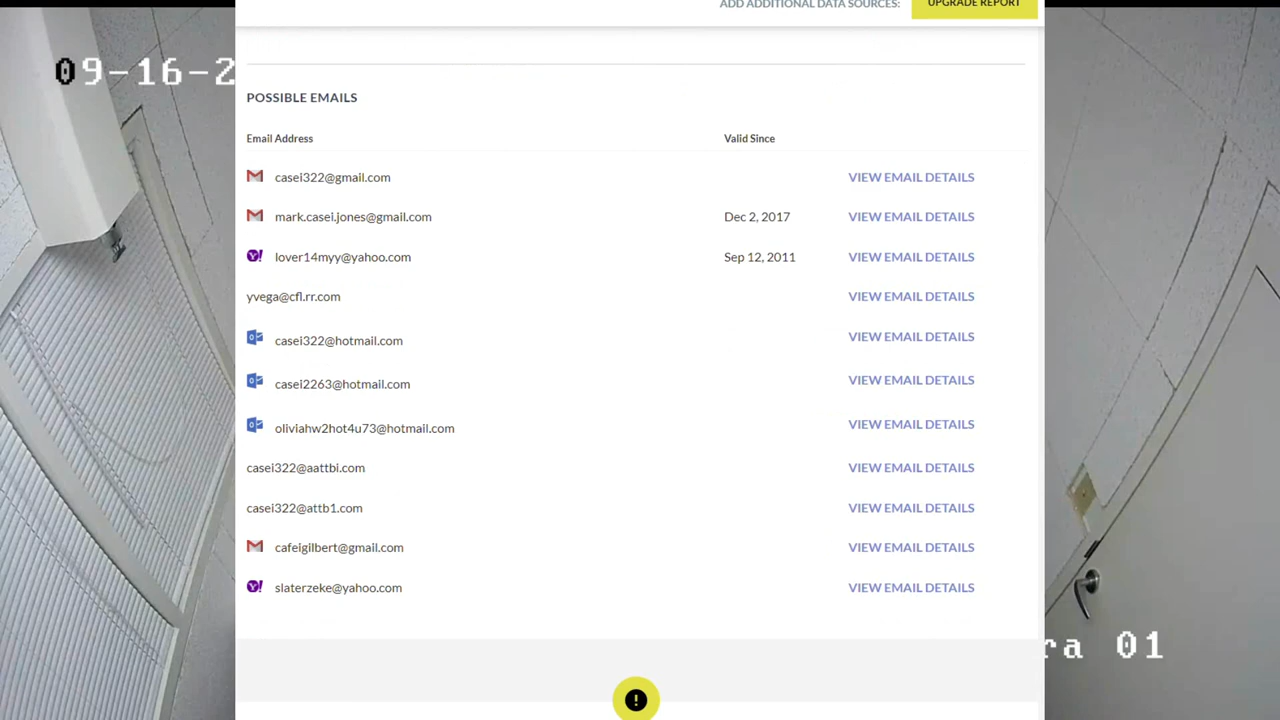 ADD ADDITIONAL DATA SOURCES: UPGRADE REPORT
09-16-2
POSSIBLE EMAILS
Email Address Valid Since
casei322@gmail.com VIEW EMAIL DETAILS
mark.casei.jones@gmail.com Dec 2, 2017 VIEW EMAIL DETAILS
lover14myy@yahoo.com Sep 12, 2011 VIEW EMAIL DETAILS
yvega@cfl.rr.com VIEW EMAIL DETAILS
casei322@hotmail.com VIEW EMAIL DETAILS
casei2263@hotmail.com VIEW EMAIL DETAILS
oliviahw2hot4u73@hotmail.com VIEW EMAIL DETAILS
casei322@aattbi.com VIEW EMAIL DETAILS
casei322@attb1.com VIEW EMAIL DETAILS
cafeigilbert@gmail.com VIEW EMAIL DETAILS
slaterzeke@yahoo.com VIEW EMAIL DETAILS
ra 01